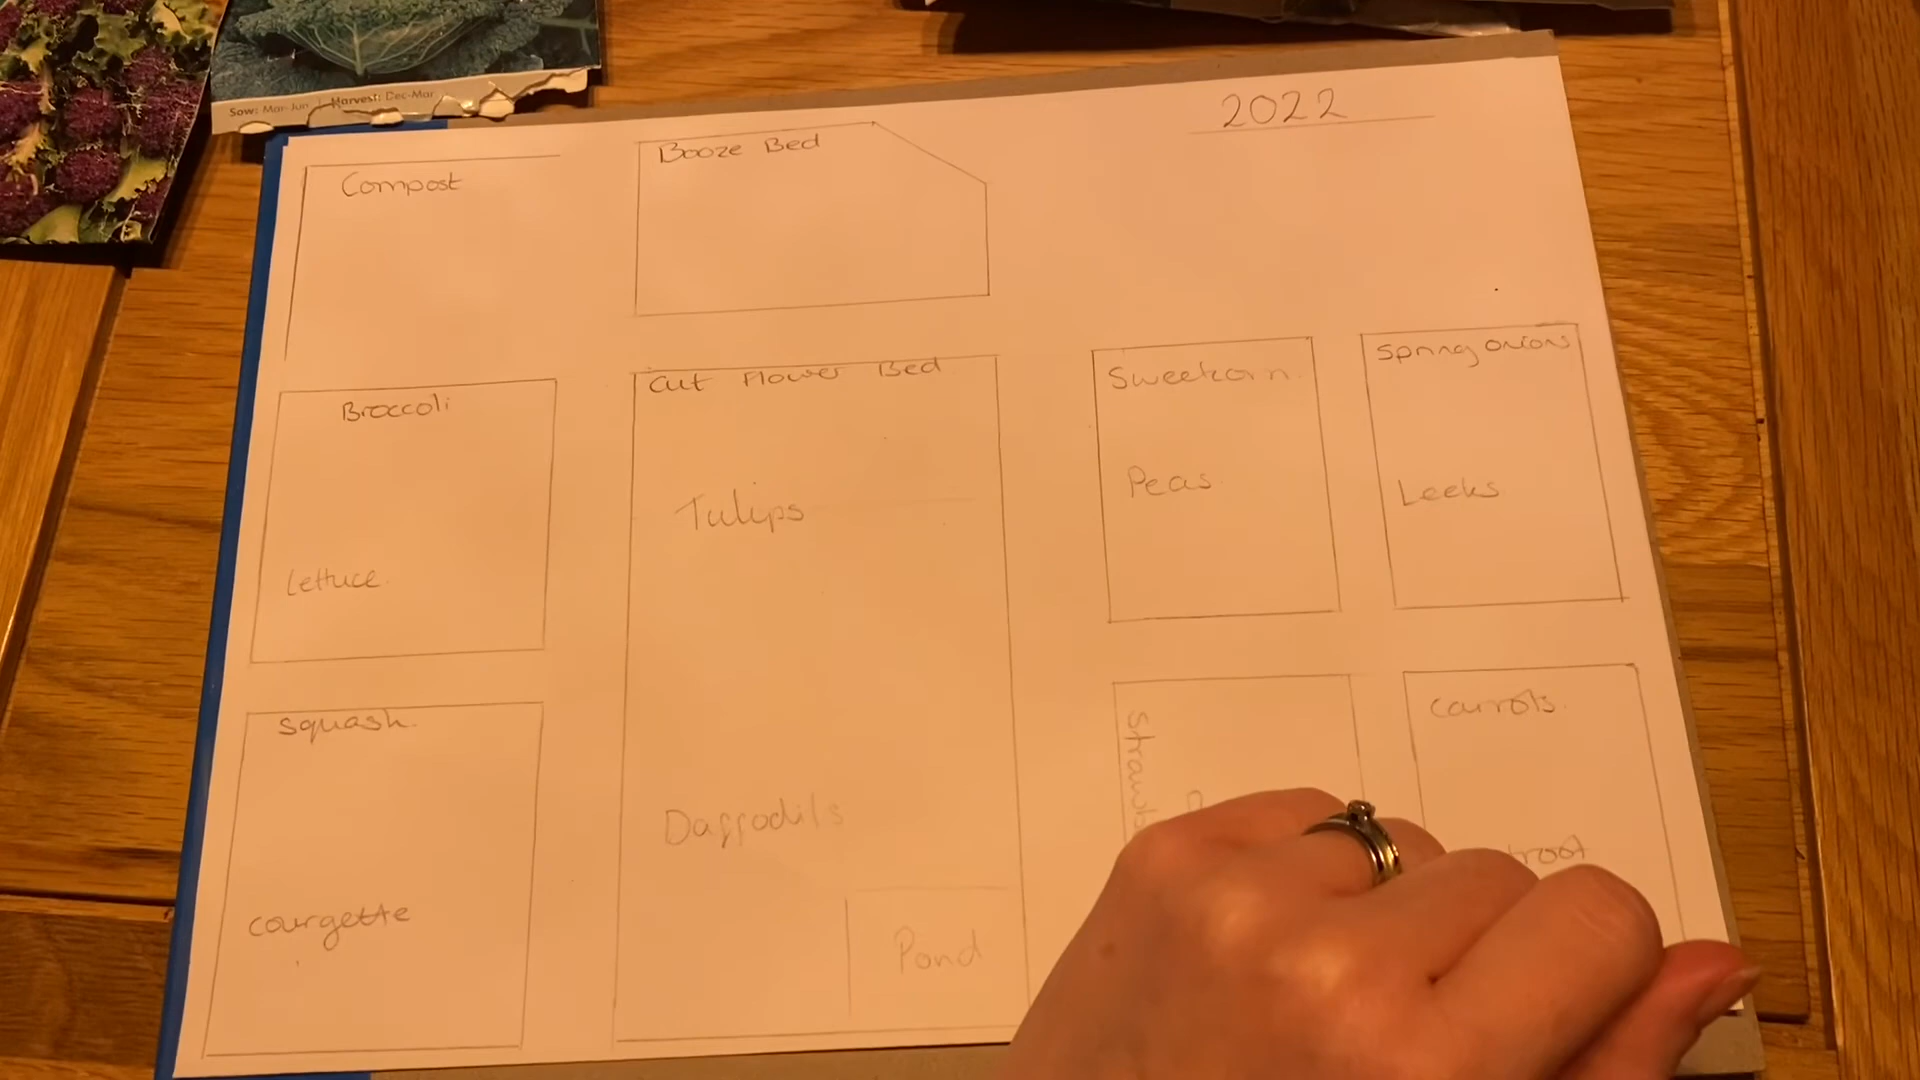 Sow: Mar-Jun | Harvest: Dec-Mar
2022
Compost
Booze Bed
Broccoli
Lettuce.
Cut Flower Bed
Tulips
Daffodils
Pond
Sweetcorn.
Peas.
Spring onions
Leeks
Squash.
Courgette
Carrots.